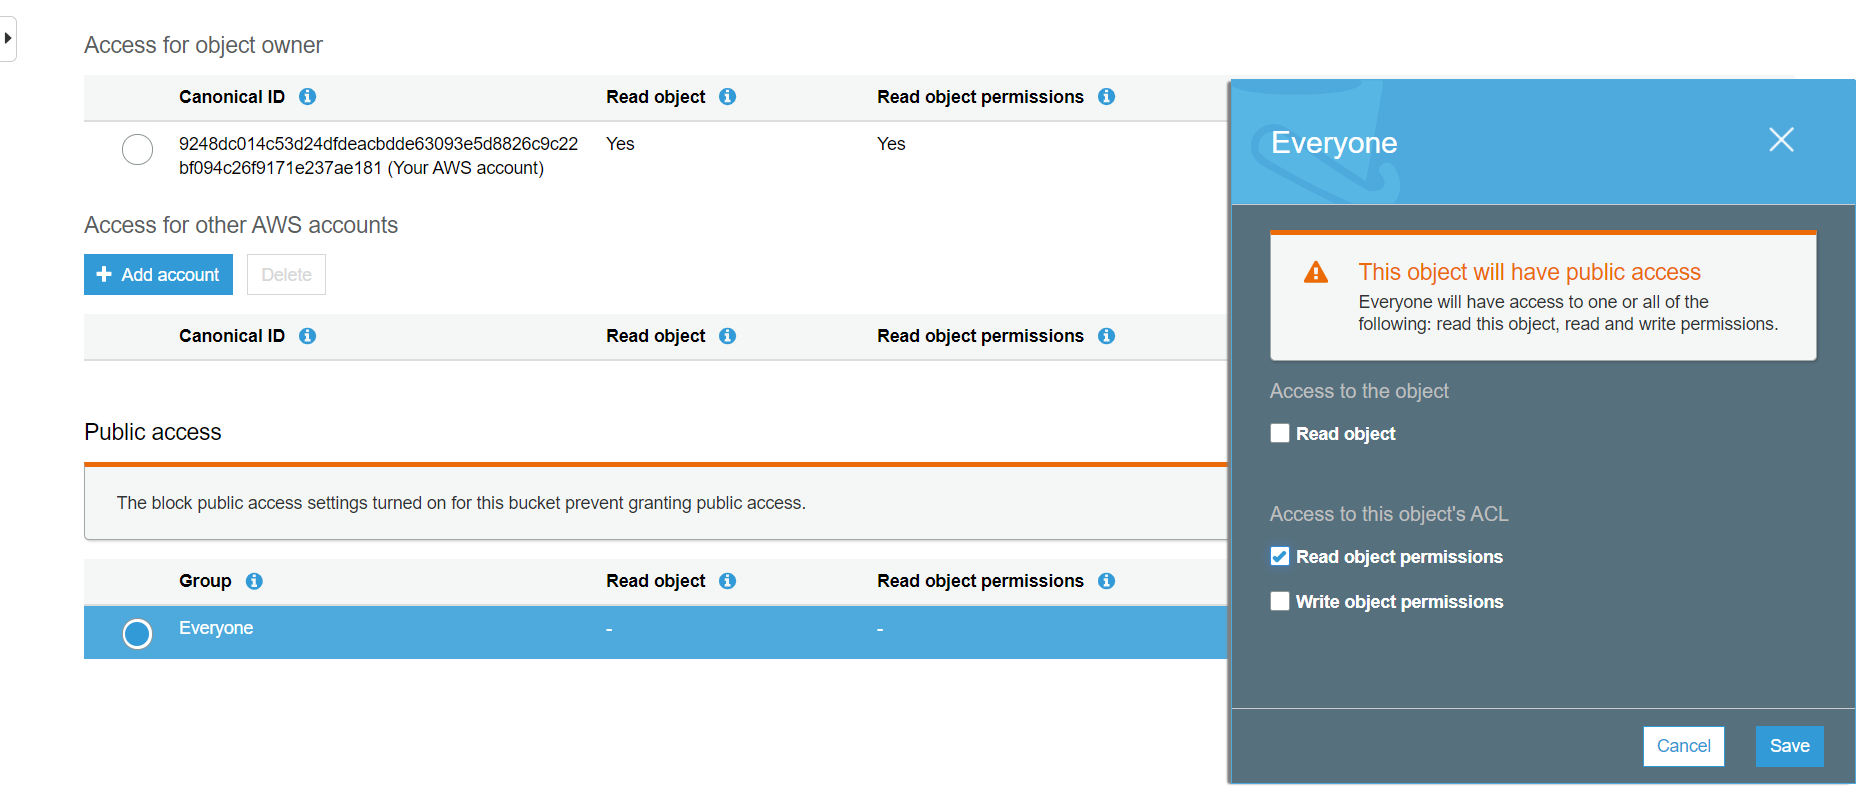 Access for object owner
Canonical ID Read object Read object permissions
9248dc014c53d24dfdeacbdde63093e5d8826c9c22 Yes Yes
bf094c26f9171e237ae181 (Your AWS account)
Access for other AWS accounts
+ Add account Delete
Canonical ID Read object Read object permissions
Public access
The block public access settings turned on for this bucket prevent granting public access.
Group Read object Read object permissions
Everyone - -
Everyone
This object will have public access
Everyone will have access to one or all of the
following: read this object, read and write permissions.
Access to the object
Read object
Access to this object's ACL
Read object permissions
Write object permissions
Cancel Save